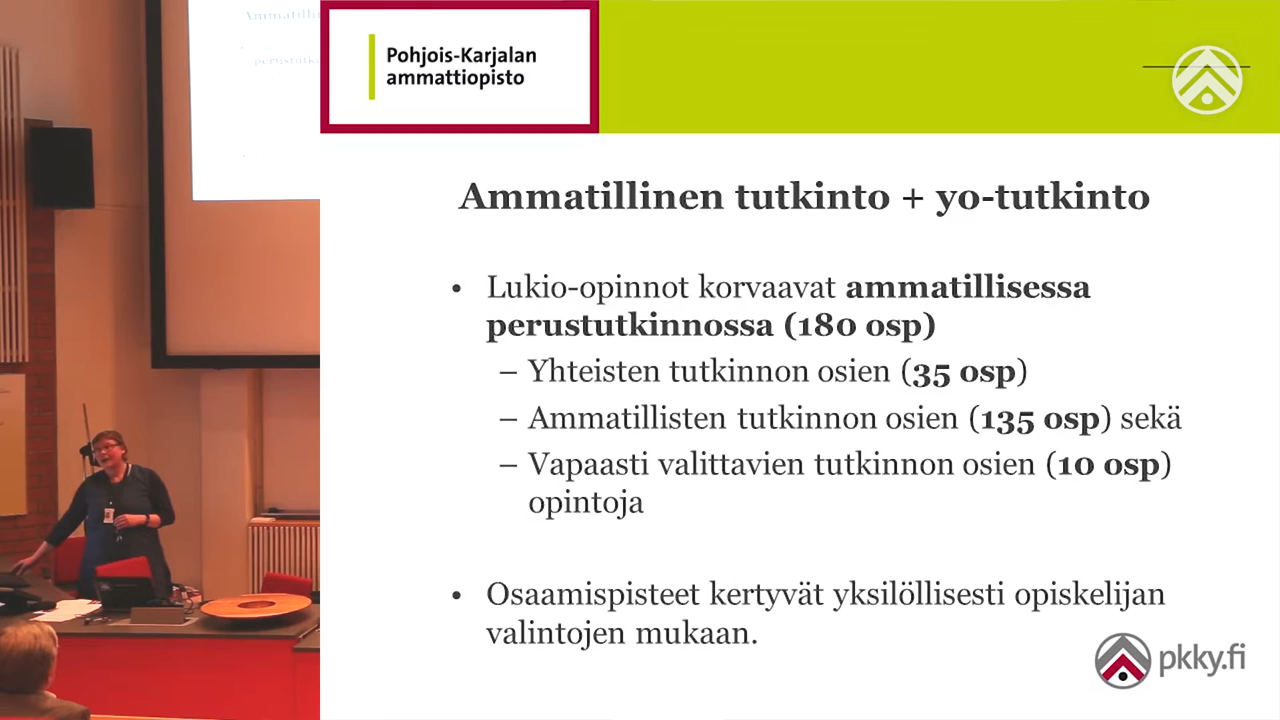 Ammatilli
perustutk
Pohjois-Karjalan
ammattiopisto
Ammatillinen tutkinto + yo-tutkinto
• Lukio-opinnot korvaavat ammatillisessa
perustutkinnossa (180 osp)
– Yhteisten tutkinnon osien (35 osp)
– Ammatillisten tutkinnon osien (135 osp) sekä
– Vapaasti valittavien tutkinnon osien (10 osp)
opintoja
• Osaamispisteet kertyvät yksilöllisesti opiskelijan
valintojen mukaan.
pkky.fi